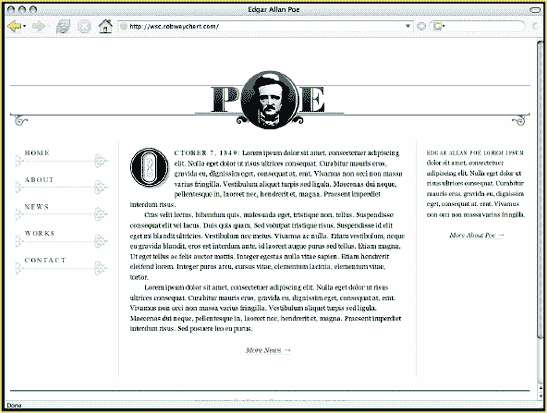 Edgar Allan Poe
http://wsc.robweychert.com/
POE
HOME
ABOUT
NEWS
WORKS
CONTACT
OCTOBER 7, 1849: Lorem ipsum dolor sit amet, consectetuer adipiscing
elit. Nulla eget dolor ut risus ultrices consequat. Curabitur mauris eros,
gravida eu, dignissim eget, consequat at, erat. Vivamus non orci non massa
varius fringilla. Vestibulum aliquet turpis sed ligula. Maecenas dui neque,
pellentesque in, laoreet nec, hendrerit et, magna. Praesent imperdiet
interdum risus.
Cras velit lectus, bibendum quis, malesuada eget, tristique non, tellus. Suspendisse
consequat elit vel lacus. Duis quis quam. Sed volutpat tristique risus. Suspendisse id elit
eget mi blandit ultricies. Vestibulum nec metus. Vivamus ac nulla. Etiam vestibulum, neque
eu gravida blandit, eros est interdum ante, id laoreet augue purus sed tellus. Etiam magna.
Ut eget tellus ac felis auctor mattis. Integer egestas nulla vitae sapien. Etiam hendrerit
eleifend lorem. Integer purus arcu, cursus vitae, elementum lacinia, elementum vitae,
tortor.
Lorem ipsum dolor sit amet, consectetuer adipiscing elit. Nulla eget dolor ut risus
ultrices consequat. Curabitur mauris eros, gravida eu, dignissim eget, consequat at, erat.
Vivamus non orci non massa varius fringilla. Vestibulum aliquet turpis sed ligula.
Maecenas dui neque, pellentesque in, laoreet nec, hendrerit et, magna. Praesent imperdiet
interdum risus. Sed posuere leo eu purus.
More News →
EDGAR ALLAN POE LOREM IPSUM
dolor sit amet, consectetuer adipiscing
elit. Nulla eget dolor ut
risus ultrices consequat. Curabitur
mauris eros, gravida eu, dignissim
eget, consequat at, erat. Vivamus
non orci non massa varius fringilla.
More About Poe →
Done